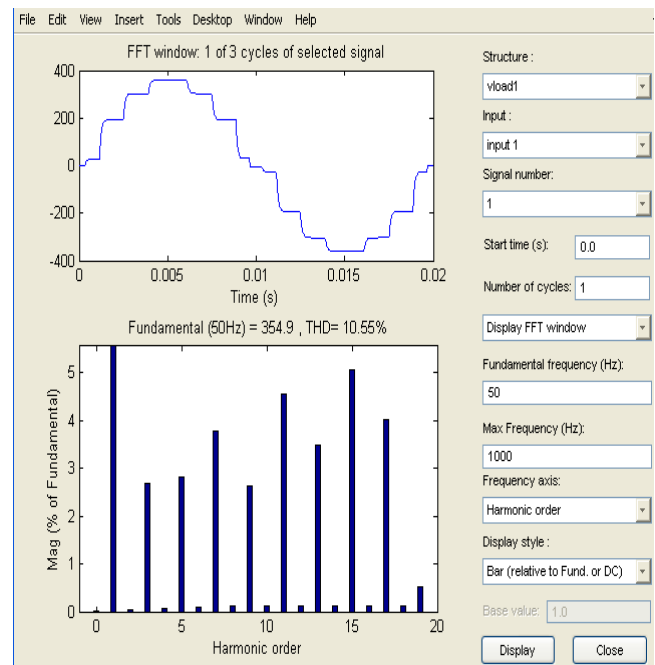 File Edit View Insert Tools Desktop Window Help
FFT window: 1 of 3 cycles of selected signal
400
200
0
-200
-400
0 0.005 0.01 0.015 0.02
Time (s)
Fundamental (50Hz) = 354.9 , THD= 10.55%
Mag (% of Fundamental)
5
4
3
2
1
0
0 5 10 15 20
Harmonic order
Structure :
vload1
Input :
input 1
Signal number:
1
Start time (s): 0.0
Number of cycles: 1
Display FFT window
Fundamental frequency (Hz):
50
Max Frequency (Hz):
1000
Frequency axis:
Harmonic order
Display style :
Bar (relative to Fund. or DC)
Base value: 1.0
Display Close